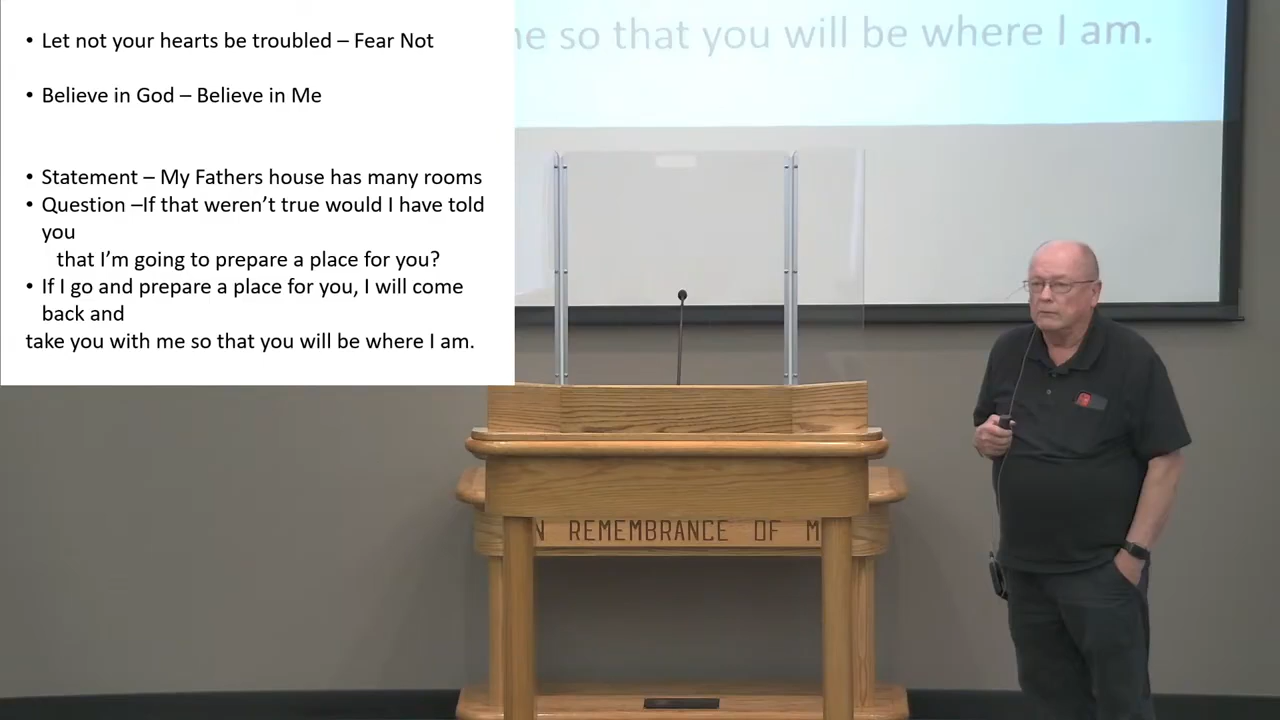 • Let not your hearts be troubled – Fear Not
• Believe in God – Believe in Me
• Statement – My Fathers house has many rooms
• Question –If that weren't true would I have told
you
that I'm going to prepare a place for you?
• If I go and prepare a place for you, I will come
back and
take you with me so that you will be where I am.
me so that you will be where I am.
N REMEMBRANCE OF M